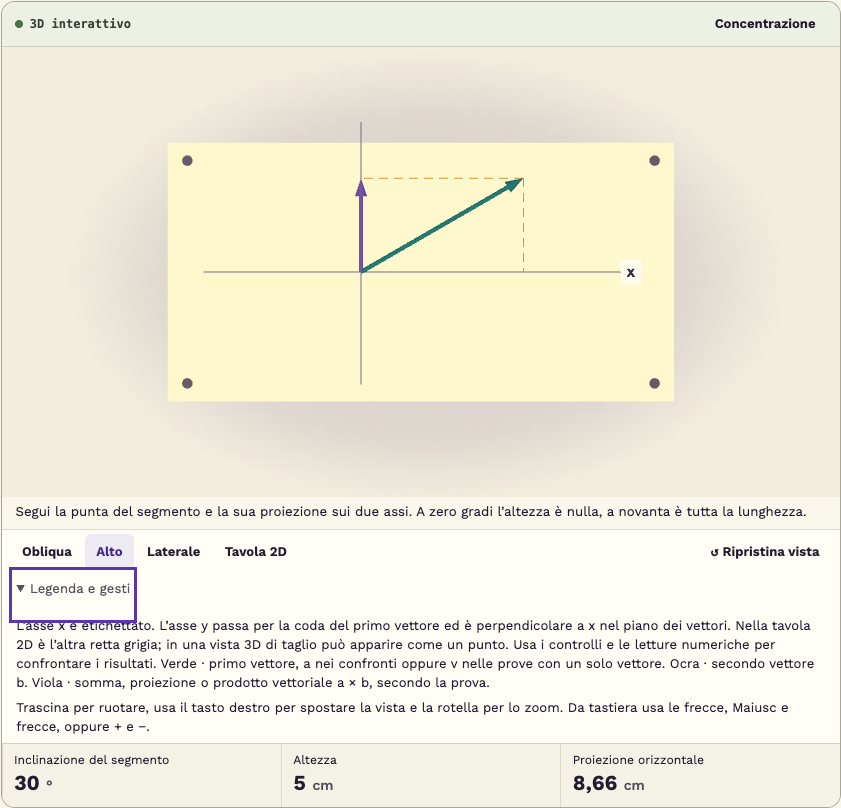 3D interattivo
Concentrazione
x
Segui la punta del segmento e la sua proiezione sui due assi. A zero gradi l’altezza è nulla, a novanta è tutta la lunghezza.
Obliqua Alto Laterale Tavola 2D ↺ Ripristina vista
▼ Legenda e gesti
L’asse x è etichettato. L’asse y passa per la coda del primo vettore ed è perpendicolare a x nel piano dei vettori. Nella tavola
2D è l’altra retta grigia; in una vista 3D di taglio può apparire come un punto. Usa i controlli e le letture numeriche per
confrontare i risultati. Verde · primo vettore, a nei confronti oppure v nelle prove con un solo vettore. Ocra · secondo vettore
b. Viola · somma, proiezione o prodotto vettoriale a × b, secondo la prova.
Trascina per ruotare, usa il tasto destro per spostare la vista e la rotella per lo zoom. Da tastiera usa le frecce, Maiusc e
frecce, oppure + e −.
Inclinazione del segmento
30 °
Altezza
5 cm
Proiezione orizzontale
8,66 cm